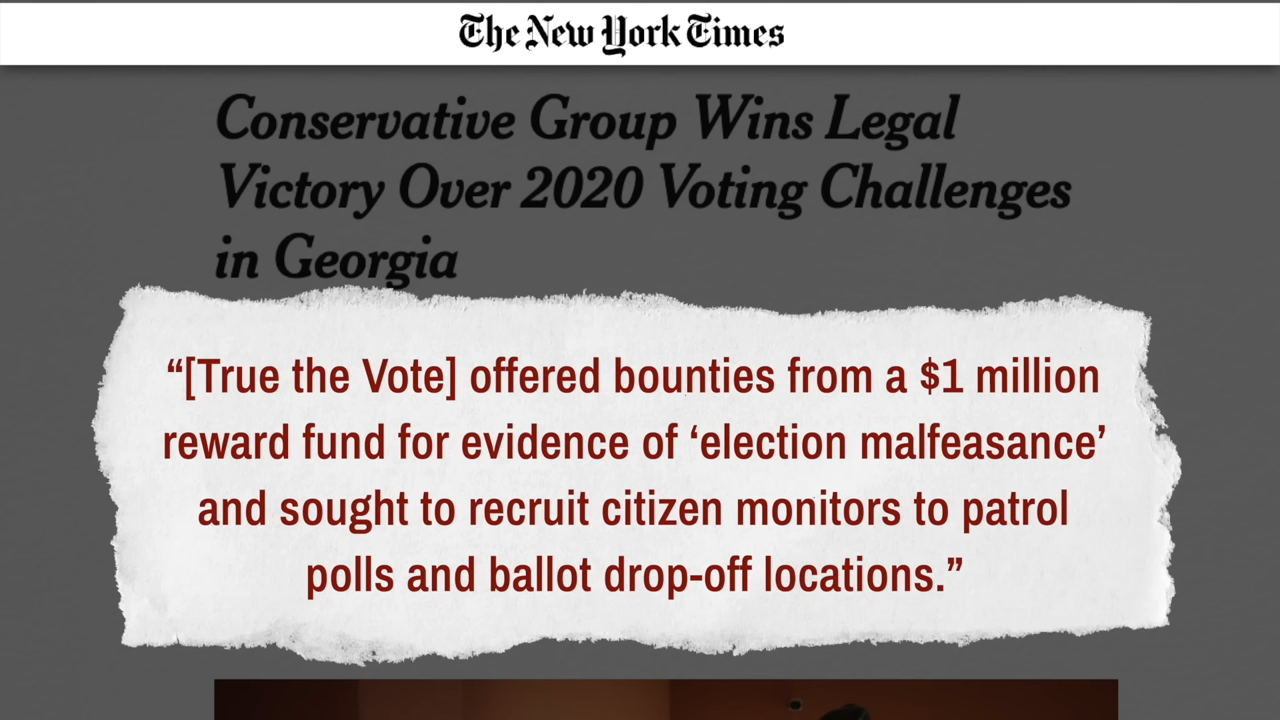 The New York Times
Conservative Group Wins Legal
Victory Over 2020 Voting Challenges
in Georgia
“[True the Vote] offered bounties from a $1 million
reward fund for evidence of ‘election malfeasance’
and sought to recruit citizen monitors to patrol
polls and ballot drop-off locations.”